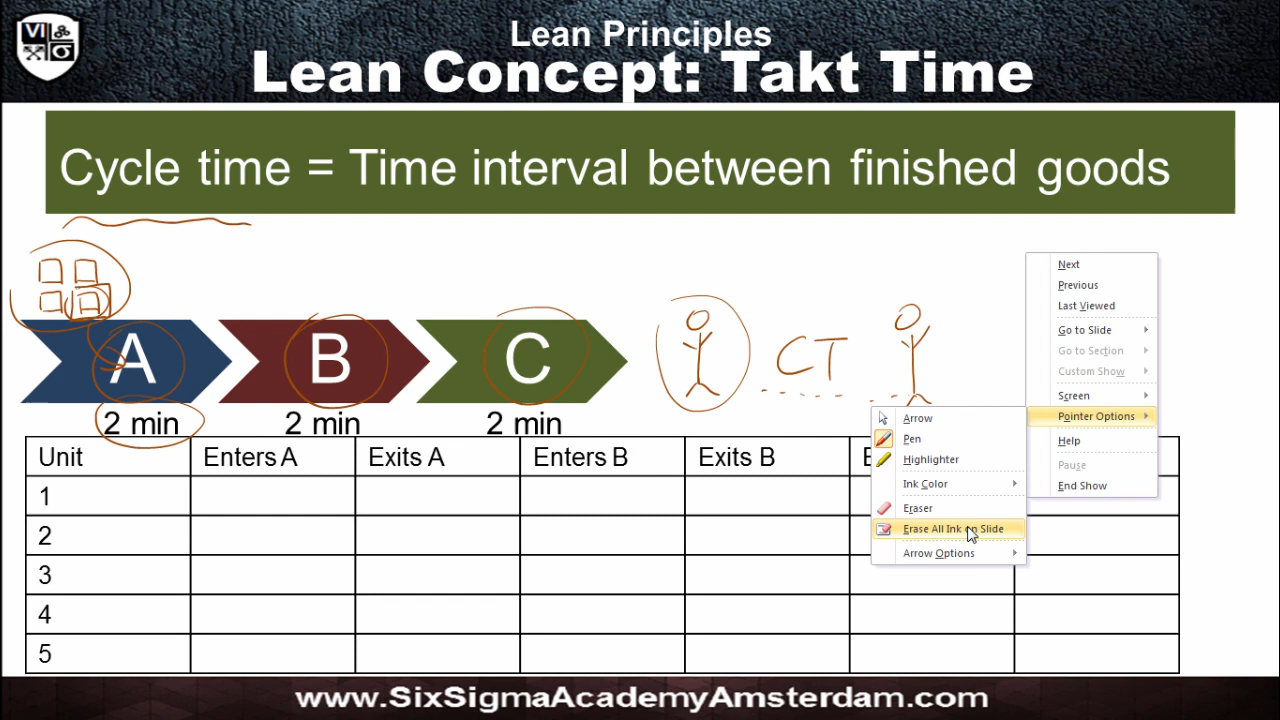 VI
Lean Principles
Lean Concept: Takt Time
Cycle time = Time interval between finished goods
A B C CT
2 min 2 min 2 min
Unit Enters A Exits A Enters B Exits B E
1
2
3
4
5
Next
Previous
Last Viewed
Go to Slide
Go to Section
Custom Show
Screen
Pointer Options
Help
Pause
End Show
Arrow
Pen
Highlighter
Ink Color
Eraser
Erase All Ink on Slide
Arrow Options
www.SixSigmaAcademyAmsterdam.com